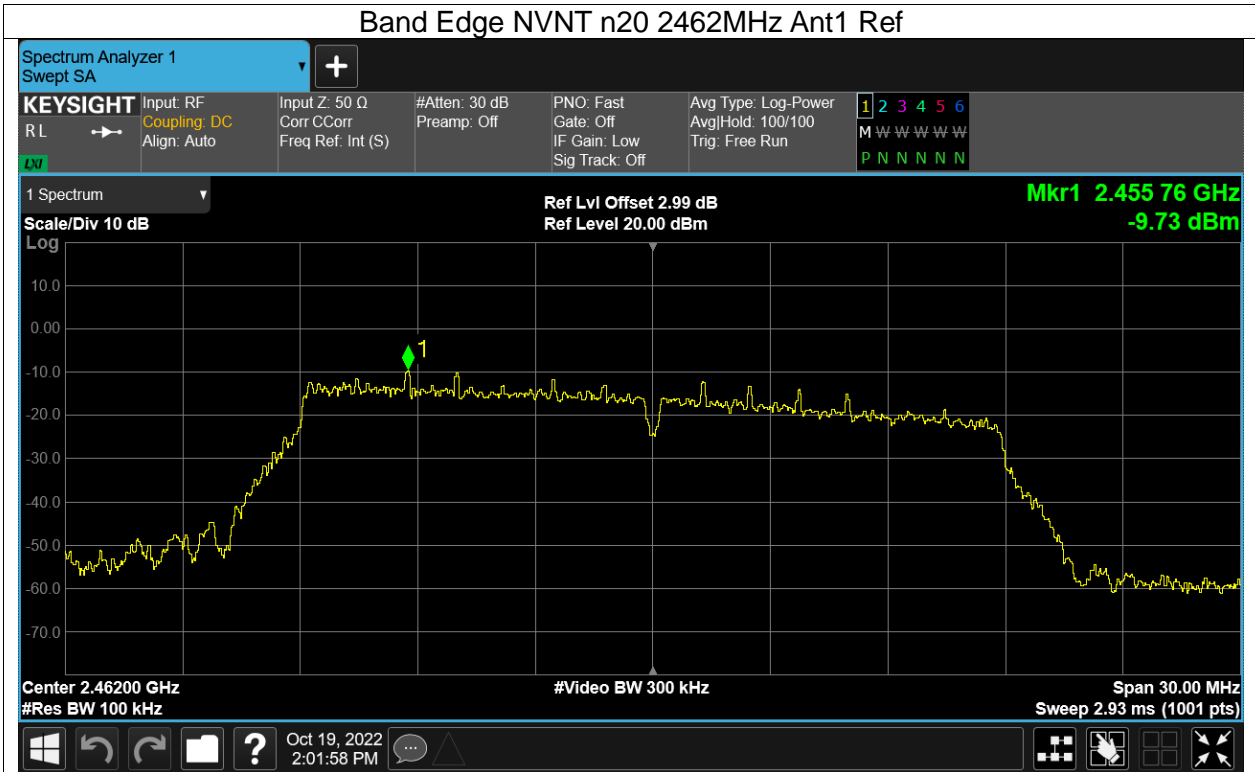 Band Edge NVNT n20 2462MHz Ant1 Ref
Spectrum Analyzer 1
Swept SA
KEYSIGHT
RL
LXI
Input: RF
Coupling: DC
Align: Auto
Input Z: 50 Ω
Corr CCorr
Freq Ref: Int (S)
#Atten: 30 dB
Preamp: Off
PNO: Fast
Gate: Off
IF Gain: Low
Sig Track: Off
Avg Type: Log-Power
Avg|Hold: 100/100
Trig: Free Run
1 2 3 4 5 6
M W W W W W
P N N N N N
1 Spectrum
Scale/Div 10 dB
Log
Ref Lvl Offset 2.99 dB
Ref Level 20.00 dBm
Mkr1 2.455 76 GHz
-9.73 dBm
10.0
0.00
-10.0
-20.0
-30.0
-40.0
-50.0
-60.0
-70.0
1
Center 2.46200 GHz
#Res BW 100 kHz
#Video BW 300 kHz
Span 30.00 MHz
Sweep 2.93 ms (1001 pts)
?
Oct 19, 2022
2:01:58 PM